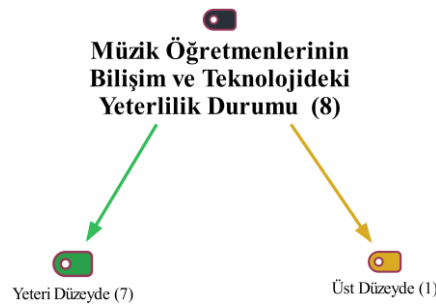 Müzik Öğretmenlerinin
Bilişim ve Teknolojideki
Yeterlilik Durumu (8)
Yeteri Düzeyde (7)
Üst Düzeyde (1)